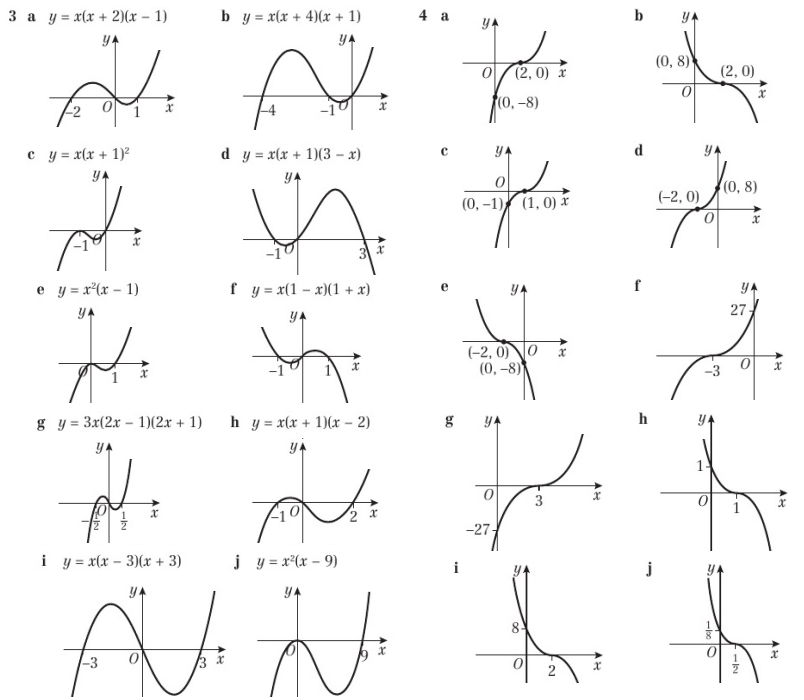 3 a y = x(x + 2)(x − 1)
y
−2 O 1 x
b y = x(x + 4)(x + 1)
y
−4 −1 O x
c y = x(x + 1)²
y
−1 O x
d y = x(x + 1)(3 − x)
y
−1 O 3 x
e y = x²(x − 1)
y
O 1 x
f y = x(1 − x)(1 + x)
y
−1 O 1 x
g y = 3x(2x − 1)(2x + 1)
y
−1/2 O 1/2 x
h y = x(x + 1)(x − 2)
y
−1 O 2 x
i y = x(x − 3)(x + 3)
y
−3 O 3 x
j y = x²(x − 9)
y
O 9 x
4 a
y
O (2, 0) x
(0, −8)
b
y
(0, 8)
(2, 0)
O x
c
y
O
(0, −1) (1, 0) x
d
y
(0, 8)
(−2, 0)
O x
e
y
(−2, 0) O x
(0, −8)
f
y
27
−3 O x
g
y
O 3 x
−27
h
y
1
O 1 x
i
y
8
O 2 x
j
y
1/8
O 1/2 x